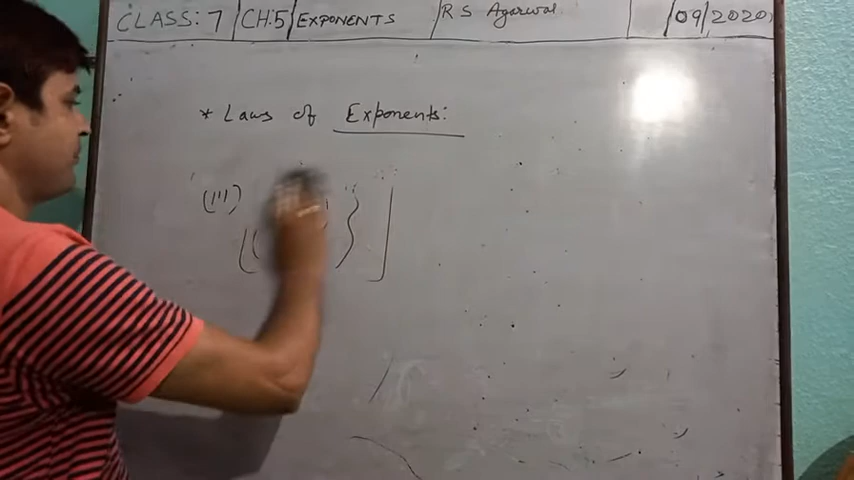 CLASS: 7 CH:5 EXPONENTS R S Agarwal 09/2020
* Laws of Exponents:
(III)